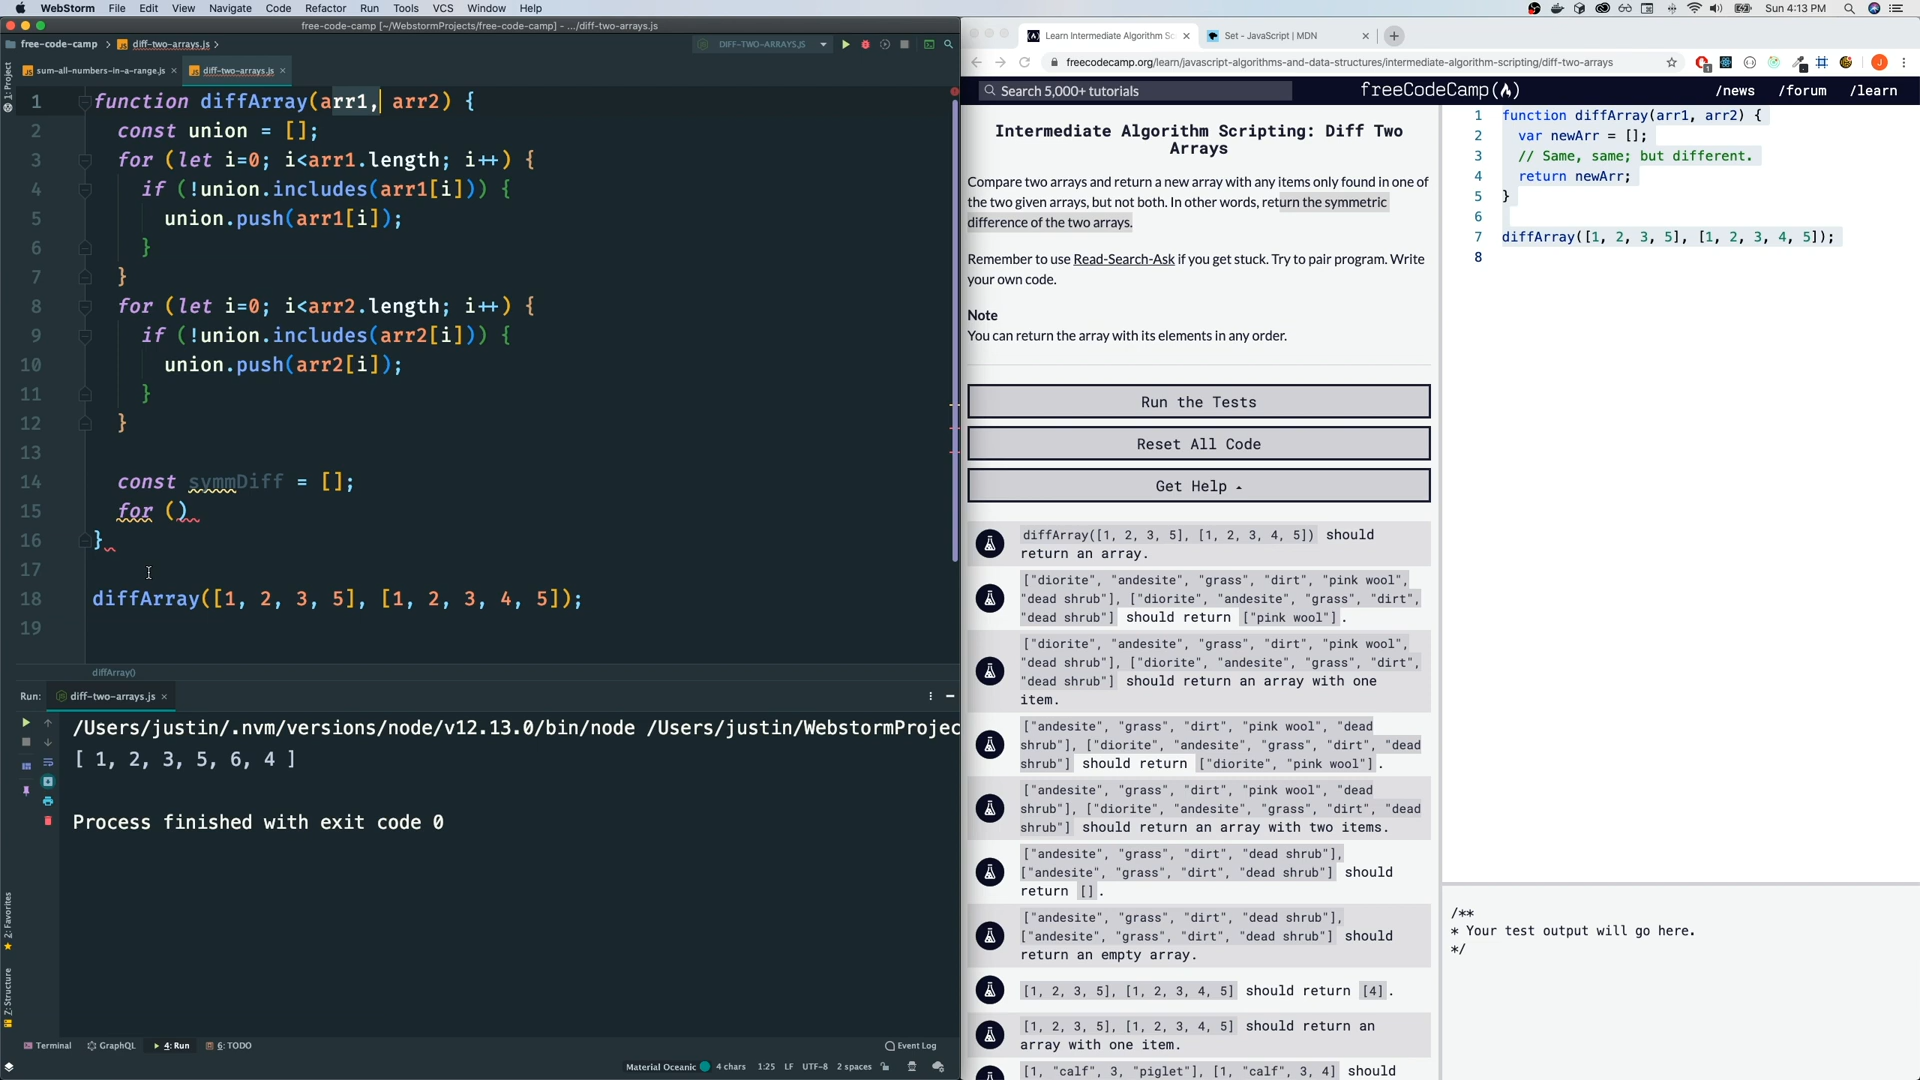 WebStorm File Edit View Navigate Code Refactor Run Tools VCS Window Help
Sun 4:13 PM
free-code-camp [~/WebstormProjects/free-code-camp] - .../diff-two-arrays.js
free-code-camp diff-two-arrays.js
DIFF-TWO-ARRAYS.JS
sum-all-numbers-in-a-range.js diff-two-arrays.js
1: Project
1 function diffArray(arr1, arr2) {
2 const union = [];
3 for (let i=0; i<arr1.length; i++) {
4 if (!union.includes(arr1[i])) {
5 union.push(arr1[i]);
6 }
7 }
8 for (let i=0; i<arr2.length; i++) {
9 if (!union.includes(arr2[i])) {
10 union.push(arr2[i]);
11 }
12 }
13
14 const symmDiff = [];
15 for ()
16 }
17
18 diffArray([1, 2, 3, 5], [1, 2, 3, 4, 5]);
19
diffArray()
Run: diff-two-arrays.js
/Users/justin/.nvm/versions/node/v12.13.0/bin/node /Users/justin/WebstormProjec
[ 1, 2, 3, 5, 6, 4 ]
Process finished with exit code 0
2: Favorites
7: Structure
Terminal GraphQL 4: Run 6: TODO
Event Log
Material Oceanic 4 chars 1:25 LF UTF-8 2 spaces
Learn Intermediate Algorithm Sc Set - JavaScript | MDN
freecodecamp.org/learn/javascript-algorithms-and-data-structures/intermediate-algorithm-scripting/diff-two-arrays
Search 5,000+ tutorials
freeCodeCamp
/news /forum /learn
Intermediate Algorithm Scripting: Diff Two
Arrays
Compare two arrays and return a new array with any items only found in one of
the two given arrays, but not both. In other words, return the symmetric
difference of the two arrays.
Remember to use Read-Search-Ask if you get stuck. Try to pair program. Write
your own code.
Note
You can return the array with its elements in any order.
Run the Tests
Reset All Code
Get Help
diffArray([1, 2, 3, 5], [1, 2, 3, 4, 5]) should
return an array.
["diorite", "andesite", "grass", "dirt", "pink wool",
"dead shrub"], ["diorite", "andesite", "grass", "dirt",
"dead shrub"] should return ["pink wool"].
["diorite", "andesite", "grass", "dirt", "pink wool",
"dead shrub"], ["diorite", "andesite", "grass", "dirt",
"dead shrub"] should return an array with one
item.
["andesite", "grass", "dirt", "pink wool", "dead
shrub"], ["diorite", "andesite", "grass", "dirt", "dead
shrub"] should return ["diorite", "pink wool"].
["andesite", "grass", "dirt", "pink wool", "dead
shrub"], ["diorite", "andesite", "grass", "dirt", "dead
shrub"] should return an array with two items.
["andesite", "grass", "dirt", "dead shrub"],
["andesite", "grass", "dirt", "dead shrub"] should
return [].
["andesite", "grass", "dirt", "dead shrub"],
["andesite", "grass", "dirt", "dead shrub"] should
return an empty array.
[1, 2, 3, 5], [1, 2, 3, 4, 5] should return [4].
[1, 2, 3, 5], [1, 2, 3, 4, 5] should return an
array with one item.
[1, "calf", 3, "piglet"], [1, "calf", 3, 4] should
1 function diffArray(arr1, arr2) {
2 var newArr = [];
3 // Same, same; but different.
4 return newArr;
5 }
6
7 diffArray([1, 2, 3, 5], [1, 2, 3, 4, 5]);
8
/**
* Your test output will go here.
*/